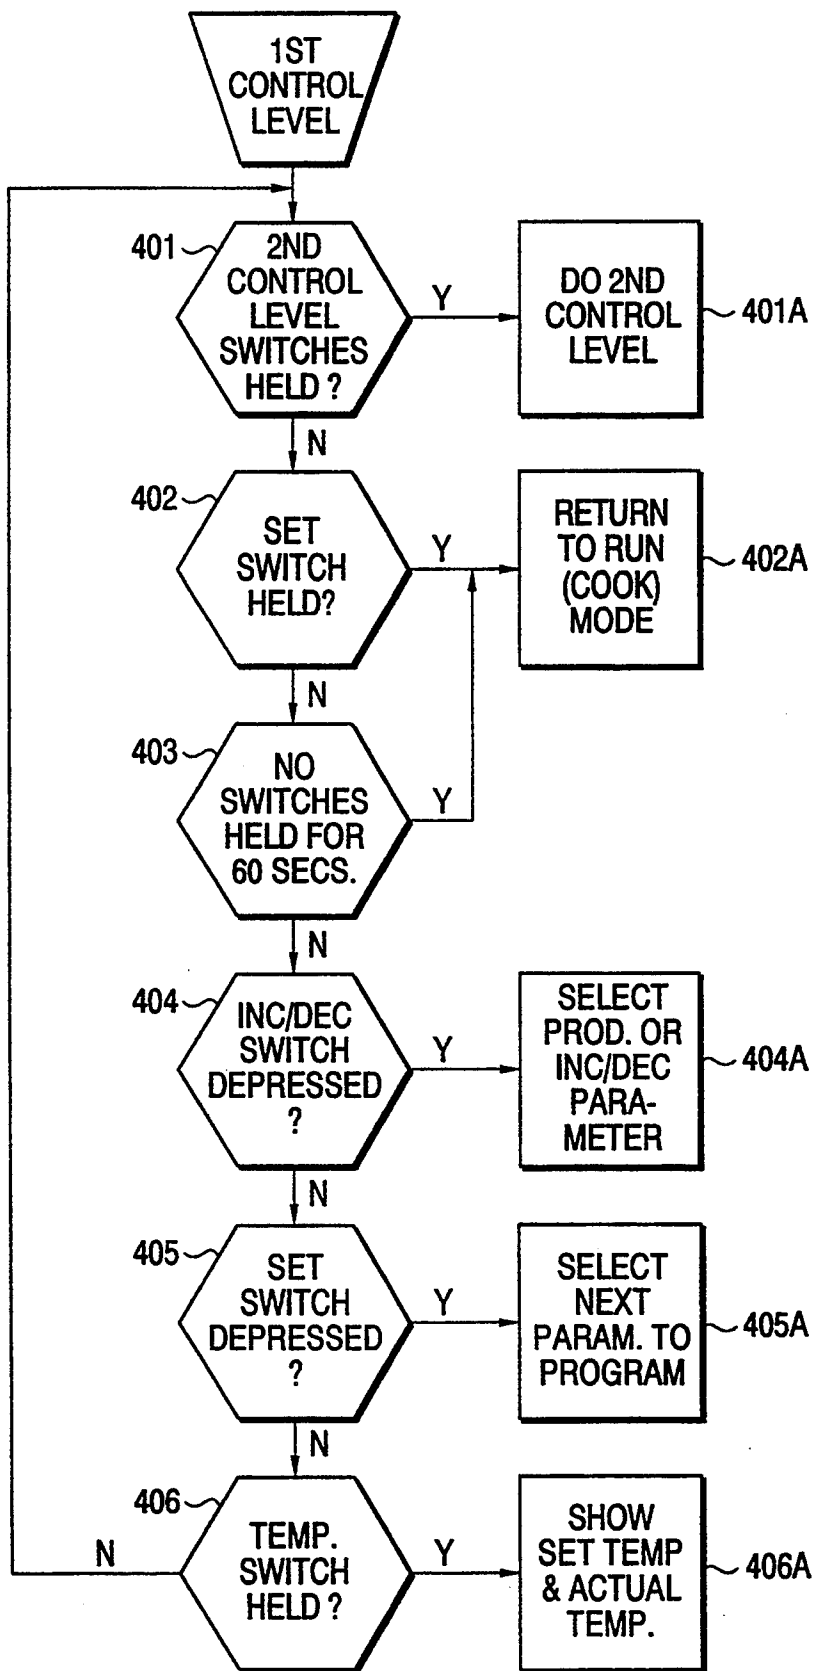 1ST
CONTROL
LEVEL
401
2ND
CONTROL
LEVEL
SWITCHES
HELD ?
Y
DO 2ND
CONTROL
LEVEL
401A
N
402
SET
SWITCH
HELD?
Y
RETURN
TO RUN
(COOK)
MODE
402A
N
403
NO
SWITCHES
HELD FOR
60 SECS.
Y
N
404
INC/DEC
SWITCH
DEPRESSED
?
Y
SELECT
PROD. OR
INC/DEC
PARA-
METER
404A
N
405
SET
SWITCH
DEPRESSED
?
Y
SELECT
NEXT
PARAM. TO
PROGRAM
405A
N
406
TEMP.
SWITCH
HELD ?
N
Y
SHOW
SET TEMP
& ACTUAL
TEMP.
406A